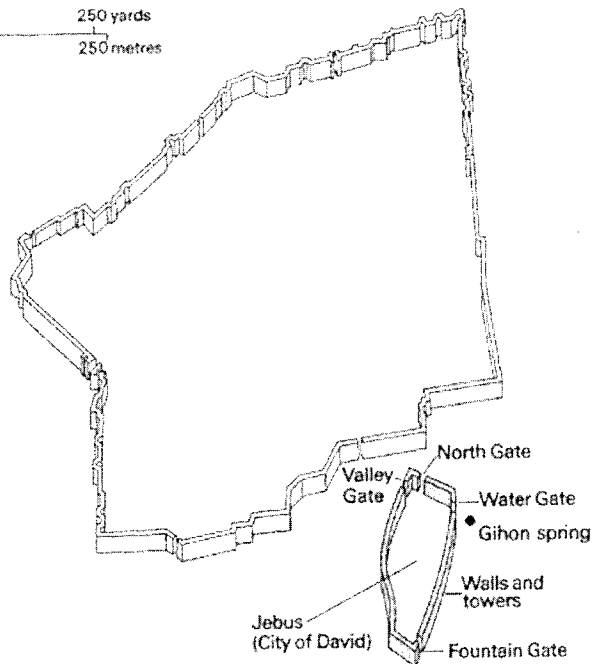 250 yards
250 metres
North Gate
Valley
Gate
Water Gate
Gihon spring
Walls and
towers
Jebus
(City of David)
Fountain Gate